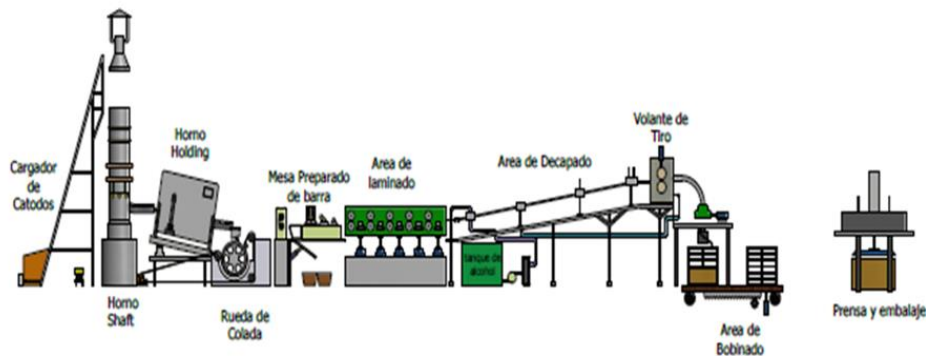 Cargador
de
Catodos
Horno
Shaft
Horno
Holding
Rueda de
Colada
Mesa Preparado
de barra
Area de
laminado
tanque de
alcohol
Area de Decapado
Volante de
Tiro
Area de
Bobinado
Prensa y embalaje